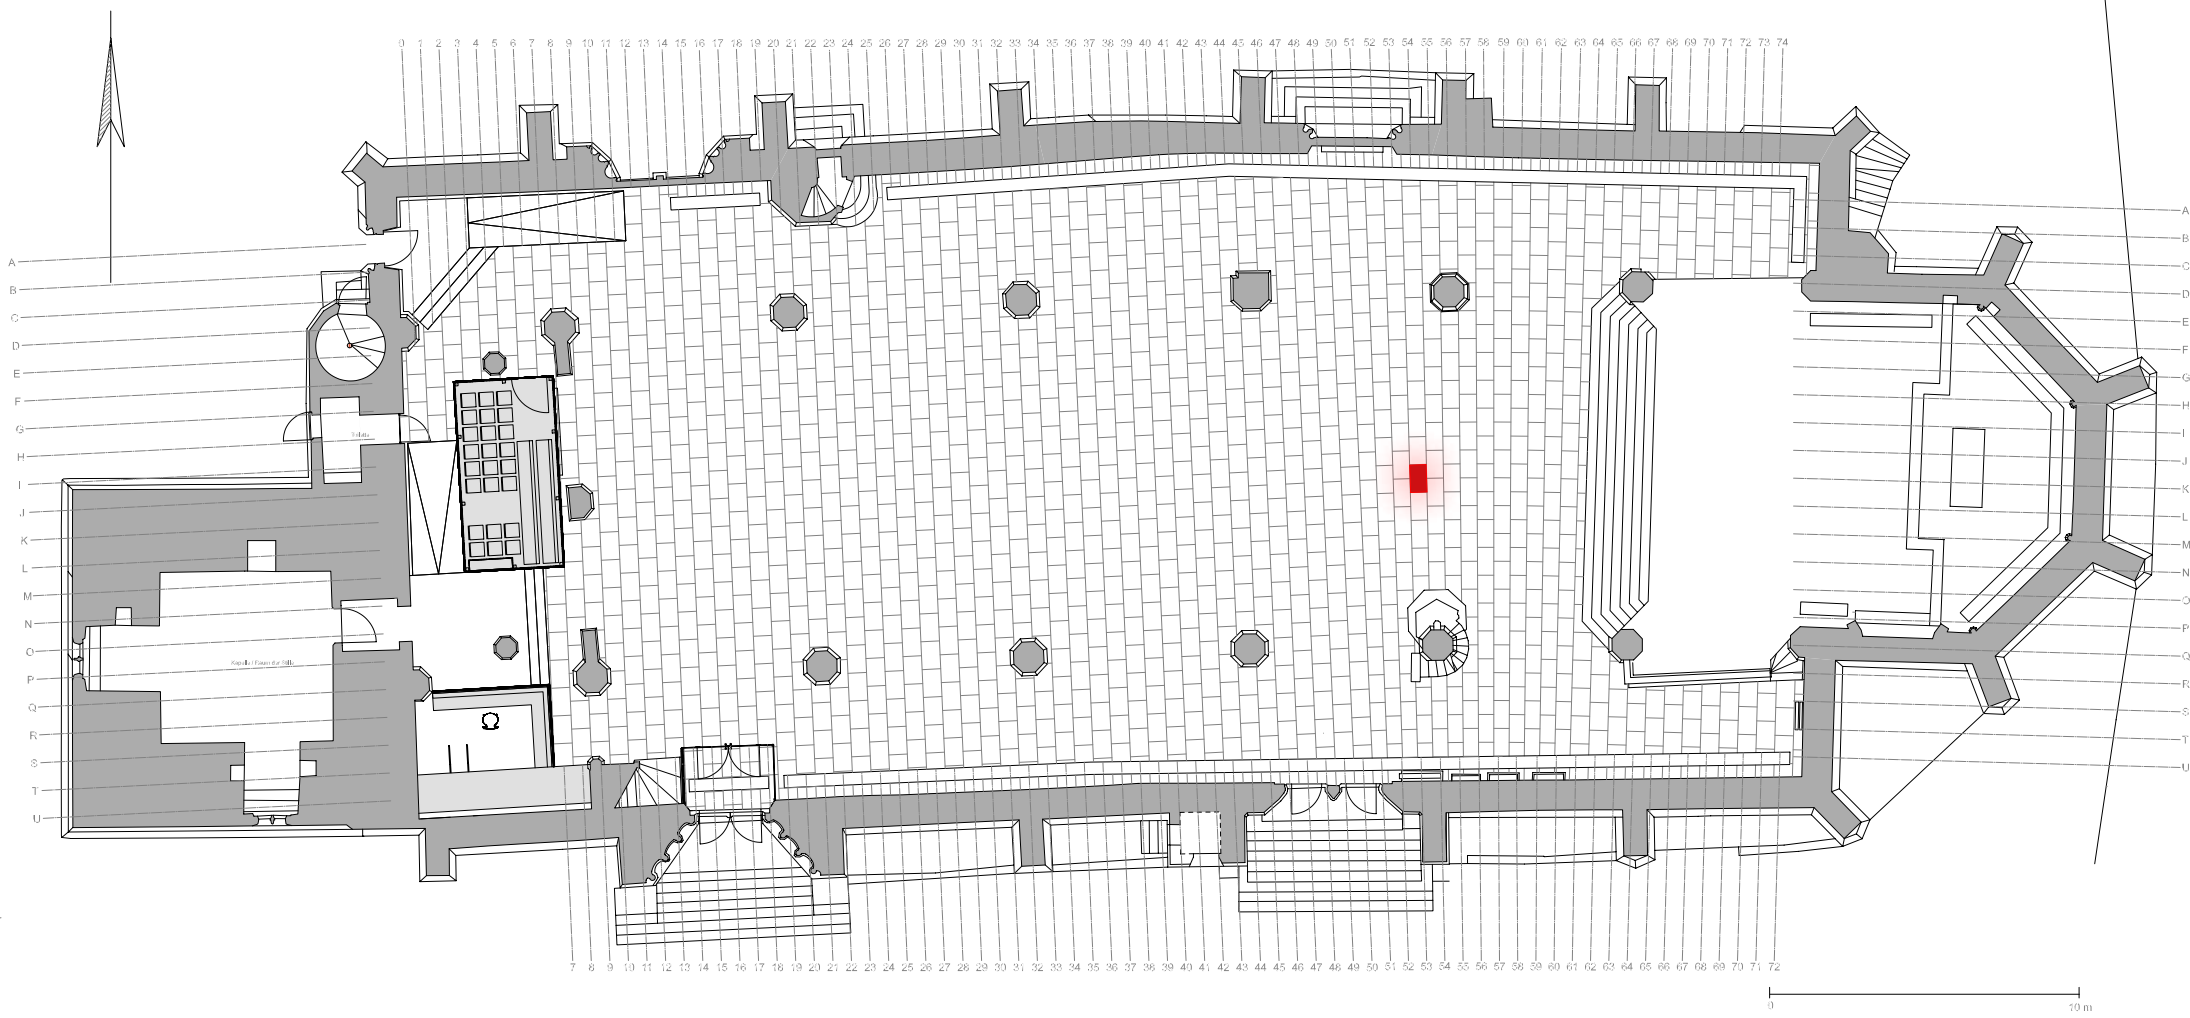 0 1 2 3 4 5 6 7 8 9 10 11 12 13 14 15 16 17 18 19 20 21 22 23 24 25 26 27 28 29 30 31 32 33 34 35 36 37 38 39 40 41 42 43 44 45 46 47 48 49 50 51 52 53 54 55 56 57 58 59 60 61 62 63 64 65 66 67 68 69 70 71 72 73 74
A
B
C
D
E
F
G
H
I
J
K
L
M
N
O
P
Q
R
S
T
U
A
B
C
D
E
F
G
H
I
J
K
L
M
N
O
P
Q
R
S
T
U
7 8 9 10 11 12 13 14 15 16 17 18 19 20 21 22 23 24 25 26 27 28 29 30 31 32 33 34 35 36 37 38 39 40 41 42 43 44 45 46 47 48 49 50 51 52 53 54 55 56 57 58 59 60 61 62 63 64 65 66 67 68 69 70 71 72
0 10 m